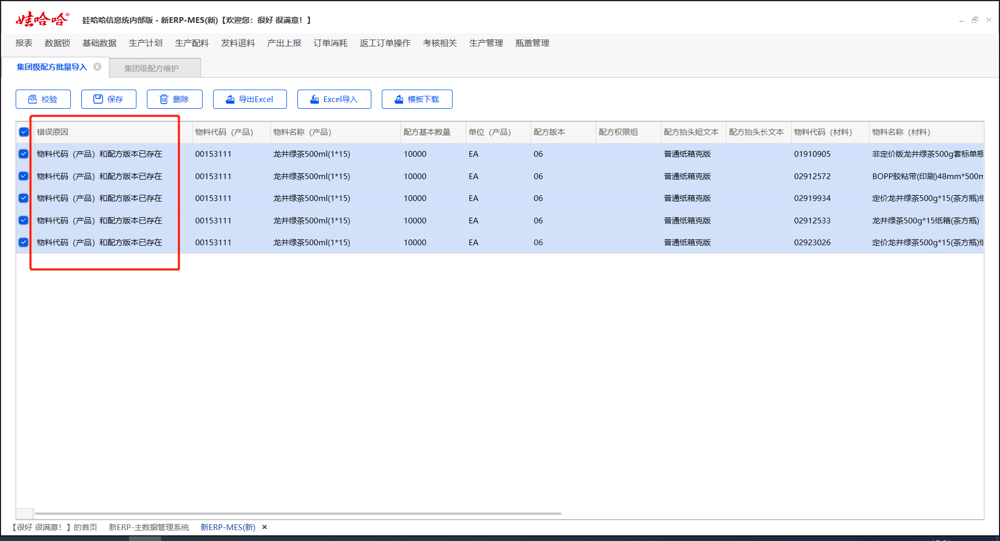 娃哈哈®
娃哈哈信息统内部版 - 新ERP-MES(新)【欢迎您：很好 很满意！】
报表 数据锁 基础数据 生产计划 生产配料 发料退料 产出上报 订单消耗 返工订单操作 考核相关 生产管理 瓶盖管理
集团级配方批量导入 集团级配方维护
校验 保存 删除 导出Excel Excel导入 模板下载
错误原因 物料代码（产品） 物料名称（产品） 配方基本数量 单位（产品） 配方版本 配方权限组 配方抬头短文本 配方抬头长文本 物料代码（材料） 物料名称（材料）
物料代码（产品）和配方版本已存在 00153111 龙井绿茶500ml(1*15) 10000 EA 06 普通纸箱克版 01910905 非定价版龙井绿茶500g套标单瓶
物料代码（产品）和配方版本已存在 00153111 龙井绿茶500ml(1*15) 10000 EA 06 普通纸箱克版 02912572 BOPP胶粘带(印刷)48mm*500m
物料代码（产品）和配方版本已存在 00153111 龙井绿茶500ml(1*15) 10000 EA 06 普通纸箱克版 02919934 定价龙井绿茶500g*15(茶方瓶)
物料代码（产品）和配方版本已存在 00153111 龙井绿茶500ml(1*15) 10000 EA 06 普通纸箱克版 02912533 龙井绿茶500g*15纸箱(茶方瓶)
物料代码（产品）和配方版本已存在 00153111 龙井绿茶500ml(1*15) 10000 EA 06 普通纸箱克版 02923026 定价龙井绿茶500g*15(茶方瓶)
【很好 很满意！】的首页 新ERP-主数据管理系统 新ERP-MES(新)